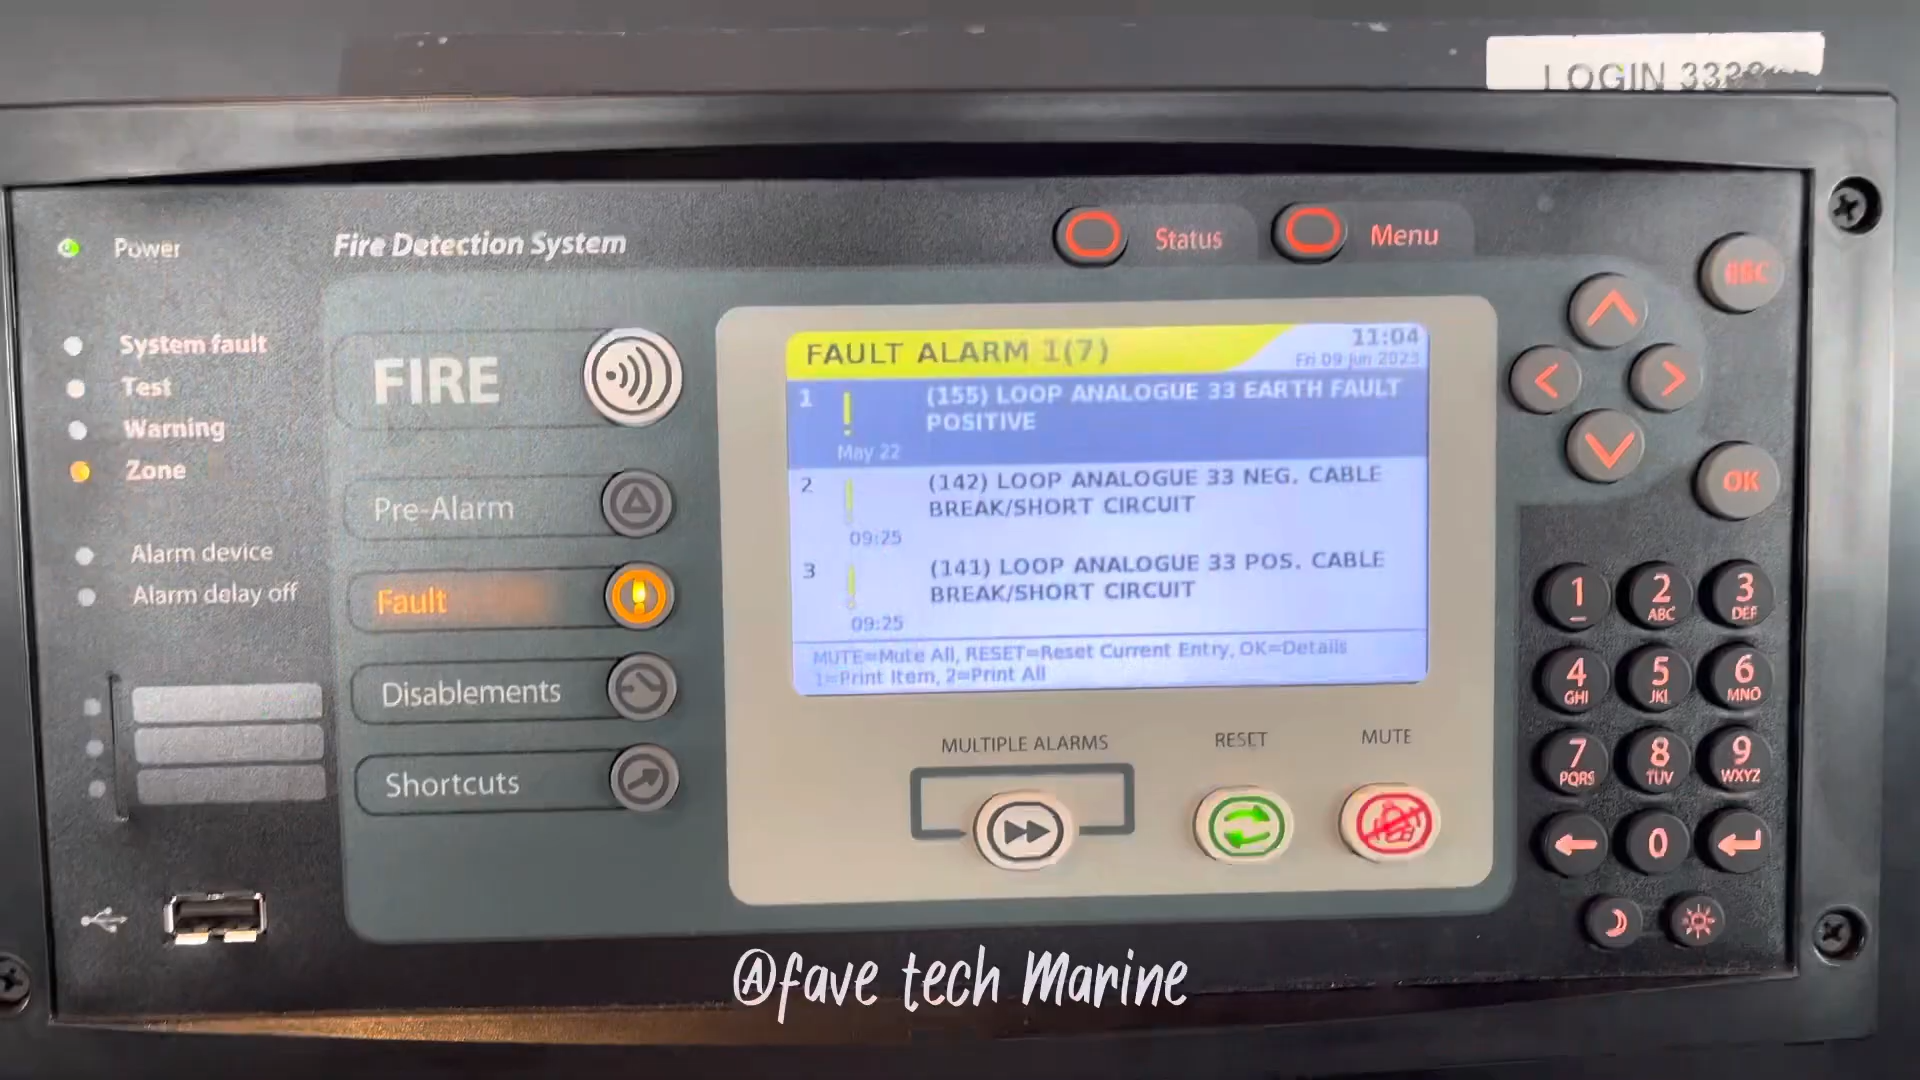 LOGIN
Power
Fire Detection System
Status
Menu
System fault
Test
Warning
Zone
Alarm device
Alarm delay off
FIRE
Pre-Alarm
Fault
Disablements
Shortcuts
FAULT ALARM 1(7)
11:04
Fri 09 Jun 2023
1 ! (155) LOOP ANALOGUE 33 EARTH FAULT
POSITIVE
May 22
2 ! (142) LOOP ANALOGUE 33 NEG. CABLE
BREAK/SHORT CIRCUIT
09:25
3 ! (141) LOOP ANALOGUE 33 POS. CABLE
BREAK/SHORT CIRCUIT
09:25
MUTE=Mute All, RESET=Reset Current Entry, OK=Details
1=Print Item, 2=Print All
MULTIPLE ALARMS
RESET
MUTE
OK
1 2 3
_ ABC DEF
4 5 6
GHI JKL MNO
7 8 9
PQRS TUV WXYZ
0
@fave tech Marine